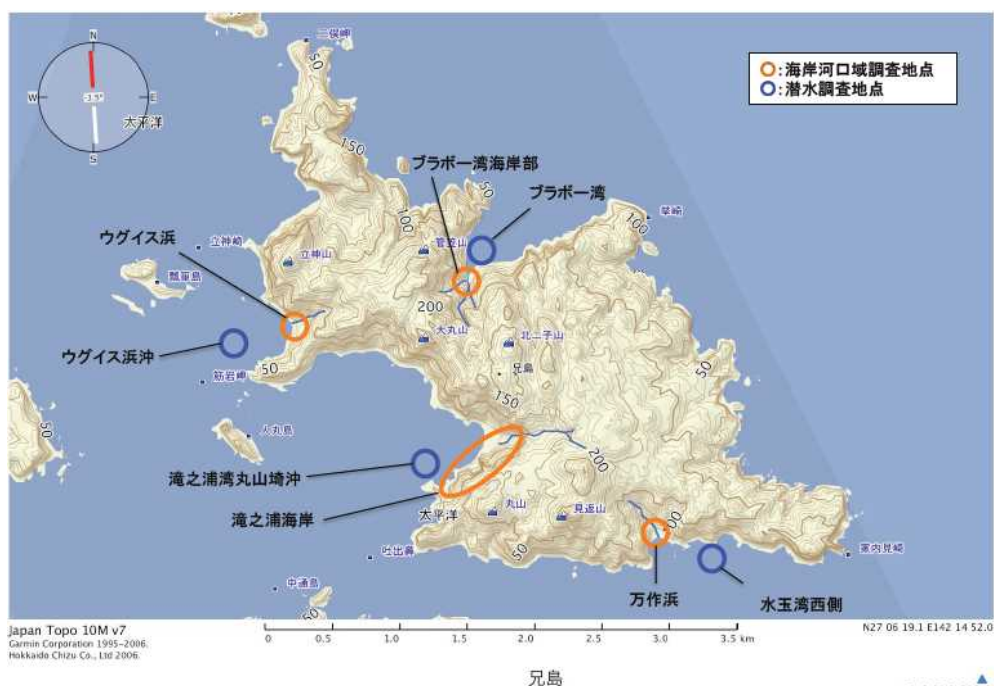 二俣岬
50
N
-3.5°
W
E
S
太平洋
○:海岸河口域調査地点
○:潜水調査地点
150
ブラボー湾海岸部
50
ブラボー湾
100
100
ウグイス浜
立神崎
立神山
瓢箪島
200
大丸山
北二子山
兄島
ウグイス浜沖
筋岩岬
50
50
50
150
人丸島
200
滝之浦湾丸山埼沖
滝之浦海岸
太平洋
丸山
見返山
家内見崎
吐出鼻
50
中通島
50
万作浜
水玉湾西側
Japan Topo 10M v7
Garmin Corporation 1995-2006.
Hokkaido Chizu Co., Ltd 2006.
0 0.5 1.0 1.5 2.0 2.5 3.0 3.5 km
N27 06 19.1 E142 14 52.0
兄島